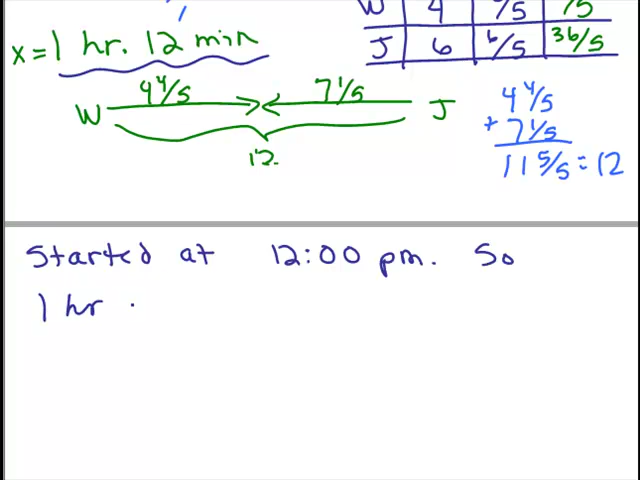 W 4 /5 /5
x = 1 hr. 12 min
J 6 6/5 36/5
4 4/5 7 1/5
W J
12.
4 4/5
+ 7 1/5
11 5/5 = 12
Started at 12:00 pm. So
1 hr